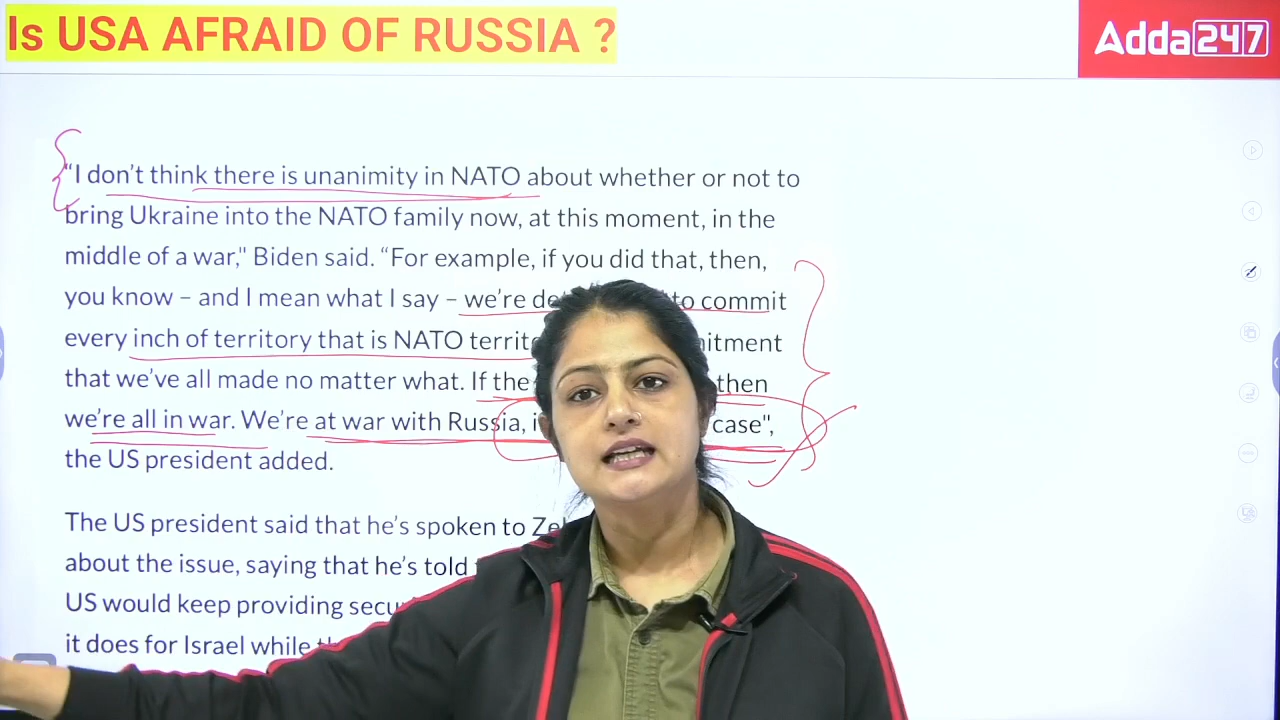 Is USA AFRAID OF RUSSIA ?
Adda247
“I don’t think there is unanimity in NATO about whether or not to
bring Ukraine into the NATO family now, at this moment, in the
middle of a war," Biden said. “For example, if you did that, then,
you know – and I mean what I say – we’re to commit
every inch of territory that is NATO
that we’ve all made no matter what. If the then
we’re all in war. We’re at war with Russia, case",
the US president added.
The US president said that he’s spoken to
about the issue, saying that he’s told
US would keep providing
it does for Israel while